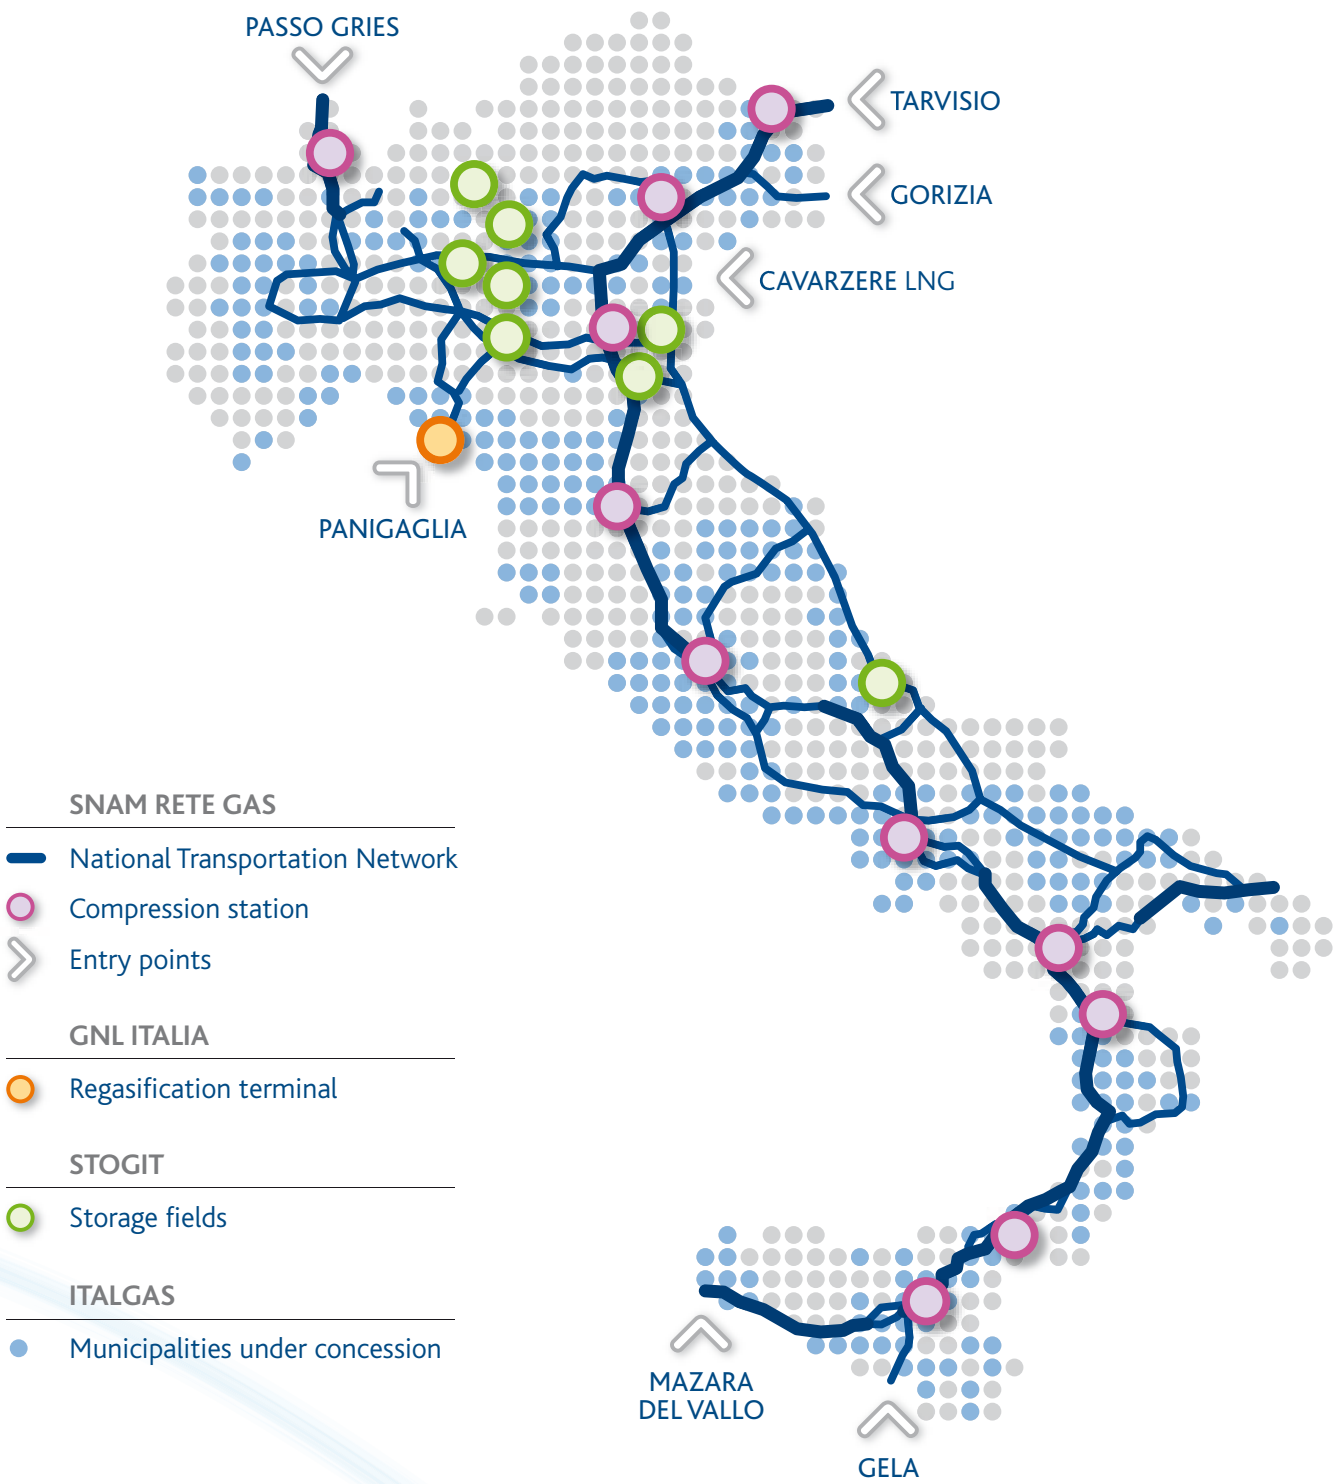 PASSO GRIES
TARVISIO
GORIZIA
CAVARZERE LNG
PANIGAGLIA
SNAM RETE GAS
National Transportation Network
Compression station
Entry points
GNL ITALIA
Regasification terminal
STOGIT
Storage fields
ITALGAS
Municipalities under concession
MAZARA
DEL VALLO
GELA